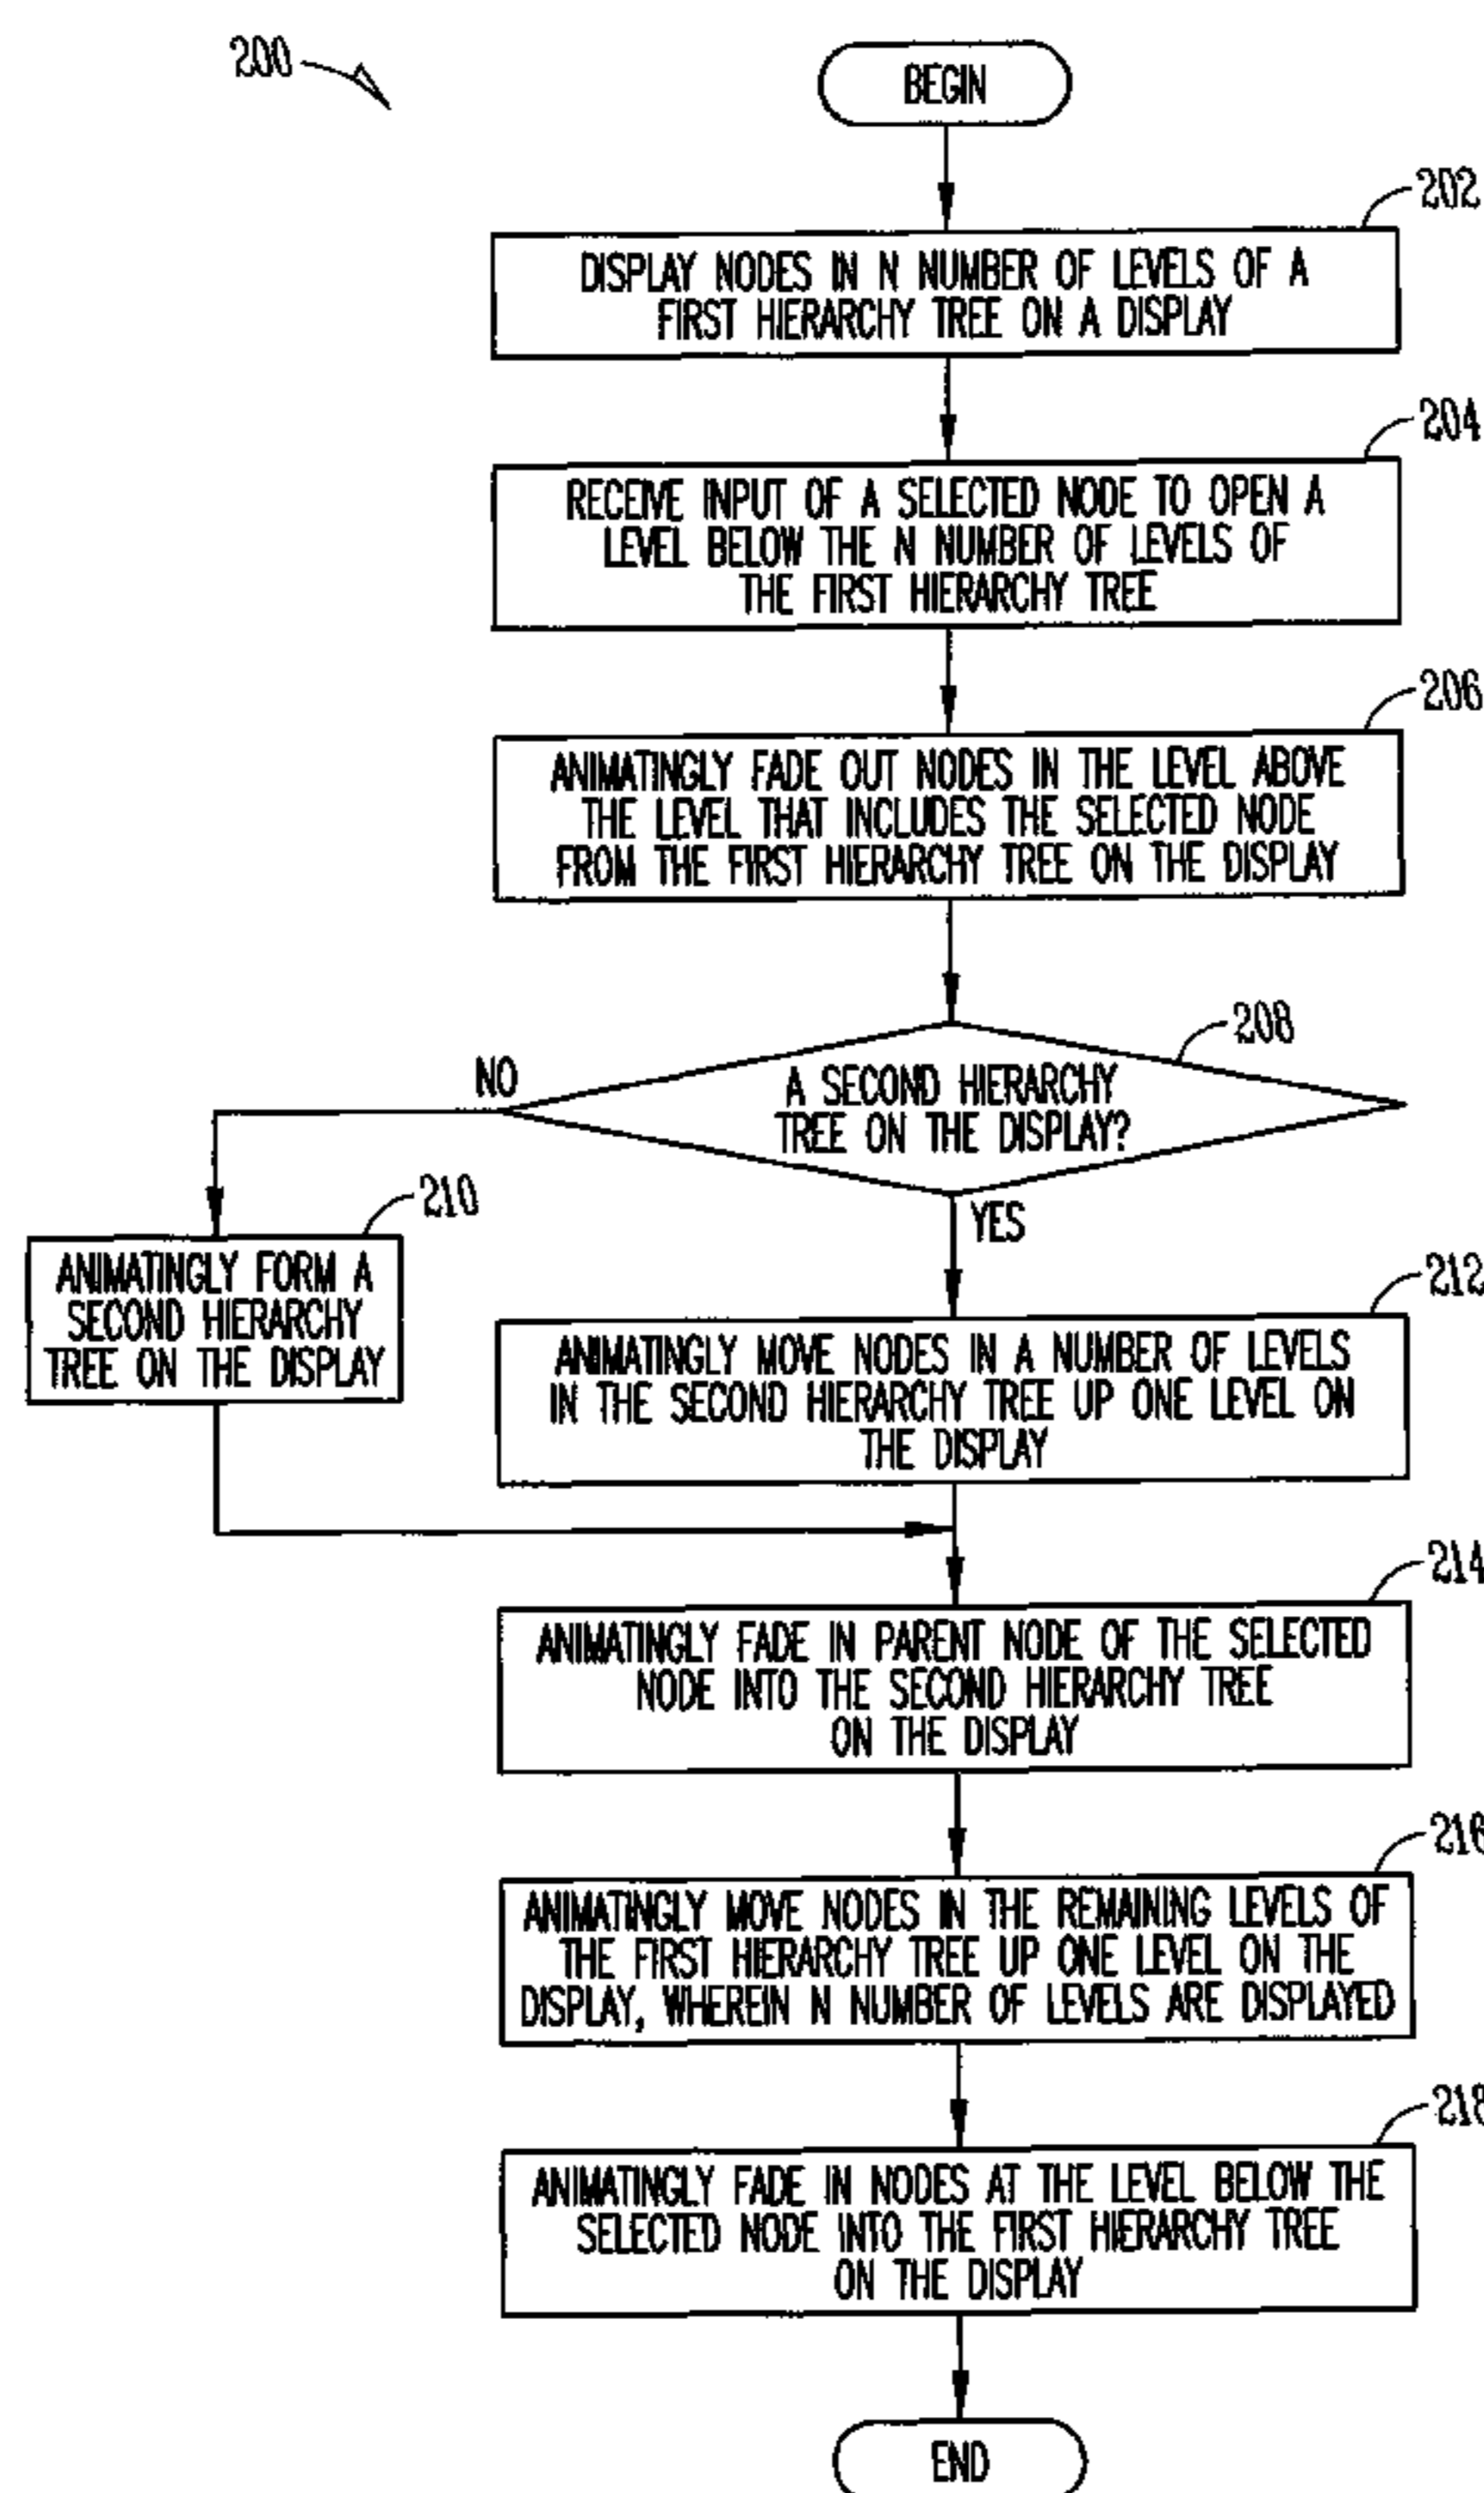 200
BEGIN
202
DISPLAY NODES IN N NUMBER OF LEVELS OF A
FIRST HIERARCHY TREE ON A DISPLAY
204
RECEIVE INPUT OF A SELECTED NODE TO OPEN A
LEVEL BELOW THE N NUMBER OF LEVELS OF
THE FIRST HIERARCHY TREE
206
ANIMATINGLY FADE OUT NODES IN THE LEVEL ABOVE
THE LEVEL THAT INCLUDES THE SELECTED NODE
FROM THE FIRST HIERARCHY TREE ON THE DISPLAY
208
A SECOND HIERARCHY
TREE ON THE DISPLAY?
NO
YES
210
ANIMATINGLY FORM A
SECOND HIERARCHY
TREE ON THE DISPLAY
212
ANIMATINGLY MOVE NODES IN A NUMBER OF LEVELS
IN THE SECOND HIERARCHY TREE UP ONE LEVEL ON
THE DISPLAY
214
ANIMATINGLY FADE IN PARENT NODE OF THE SELECTED
NODE INTO THE SECOND HIERARCHY TREE
ON THE DISPLAY
216
ANIMATINGLY MOVE NODES IN THE REMAINING LEVELS OF
THE FIRST HIERARCHY TREE UP ONE LEVEL ON THE
DISPLAY, WHEREIN N NUMBER OF LEVELS ARE DISPLAYED
218
ANIMATINGLY FADE IN NODES AT THE LEVEL BELOW THE
SELECTED NODE INTO THE FIRST HIERARCHY TREE
ON THE DISPLAY
END